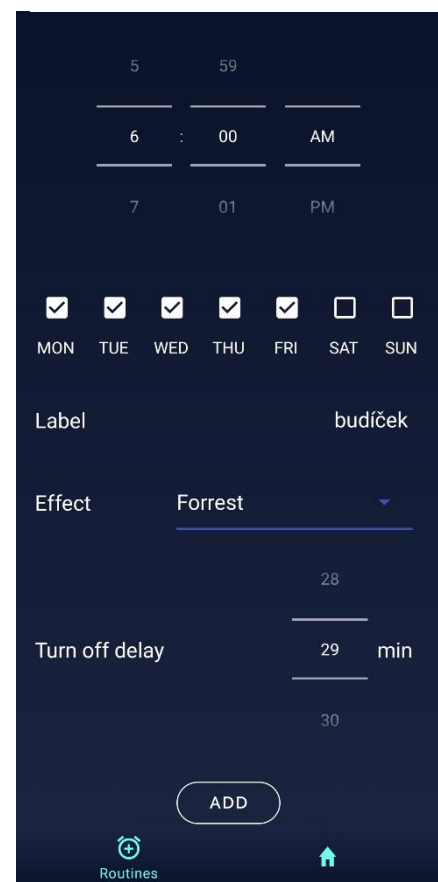 5 59
6 : 00 AM
7 01 PM
MON TUE WED THU FRI SAT SUN
Label budíček
Effect Forrest
28
Turn off delay 29 min
30
ADD
Routines